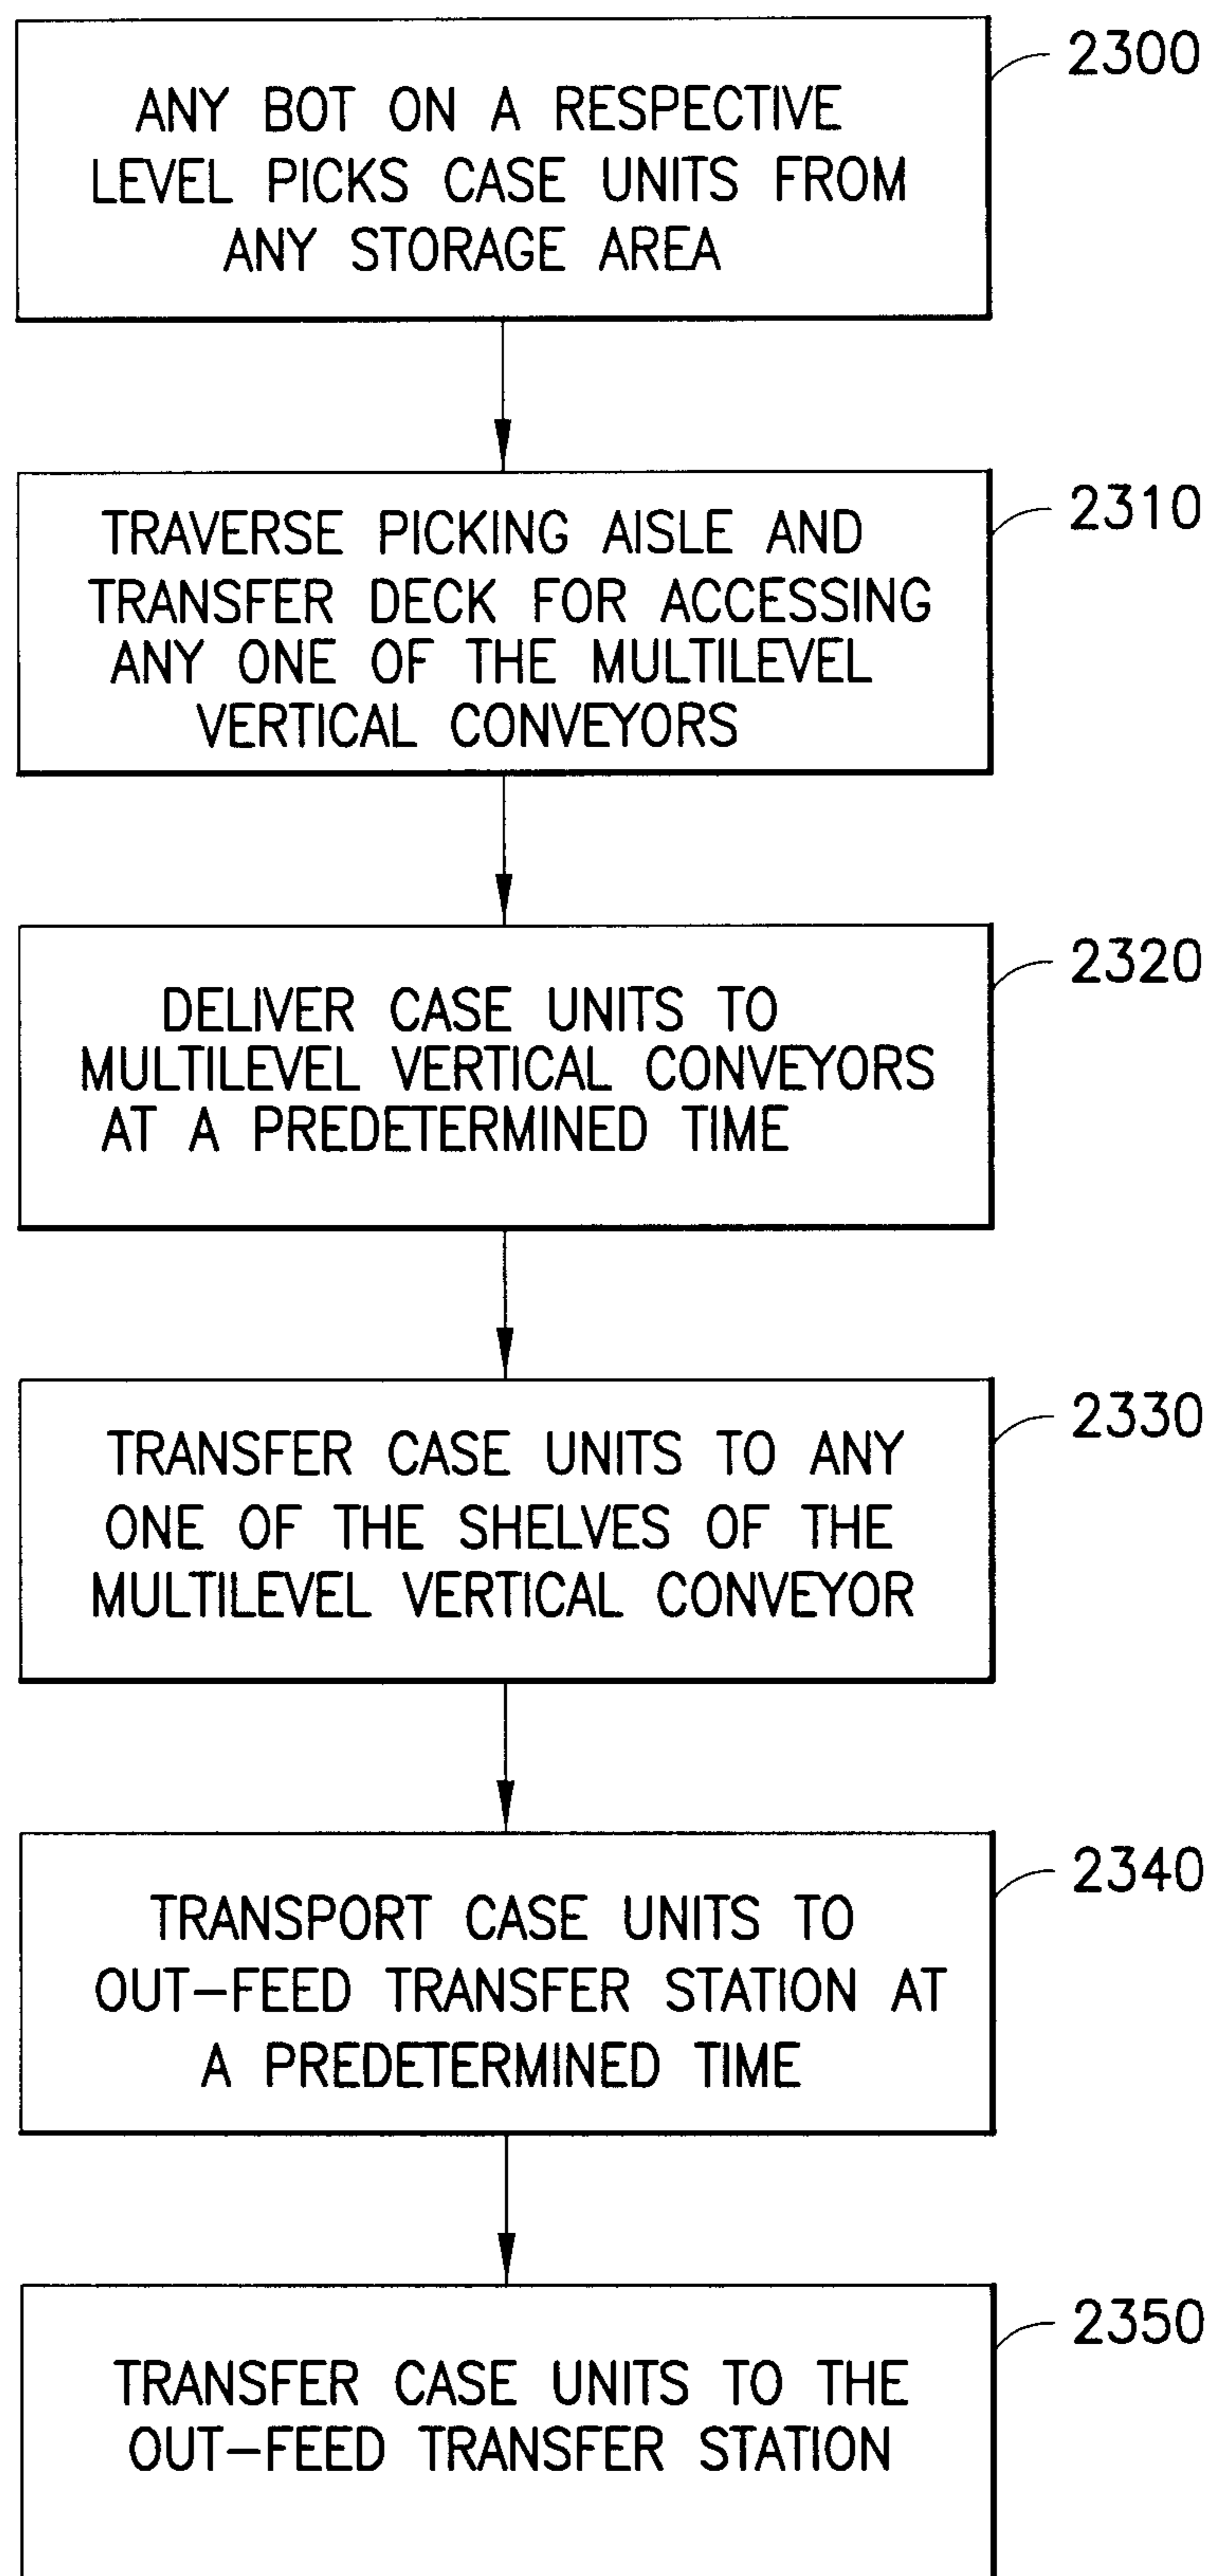 2300
ANY BOT ON A RESPECTIVE
LEVEL PICKS CASE UNITS FROM
ANY STORAGE AREA
2310
TRAVERSE PICKING AISLE AND
TRANSFER DECK FOR ACCESSING
ANY ONE OF THE MULTILEVEL
VERTICAL CONVEYORS
2320
DELIVER CASE UNITS TO
MULTILEVEL VERTICAL CONVEYORS
AT A PREDETERMINED TIME
2330
TRANSFER CASE UNITS TO ANY
ONE OF THE SHELVES OF THE
MULTILEVEL VERTICAL CONVEYOR
2340
TRANSPORT CASE UNITS TO
OUT-FEED TRANSFER STATION AT
A PREDETERMINED TIME
2350
TRANSFER CASE UNITS TO THE
OUT-FEED TRANSFER STATION